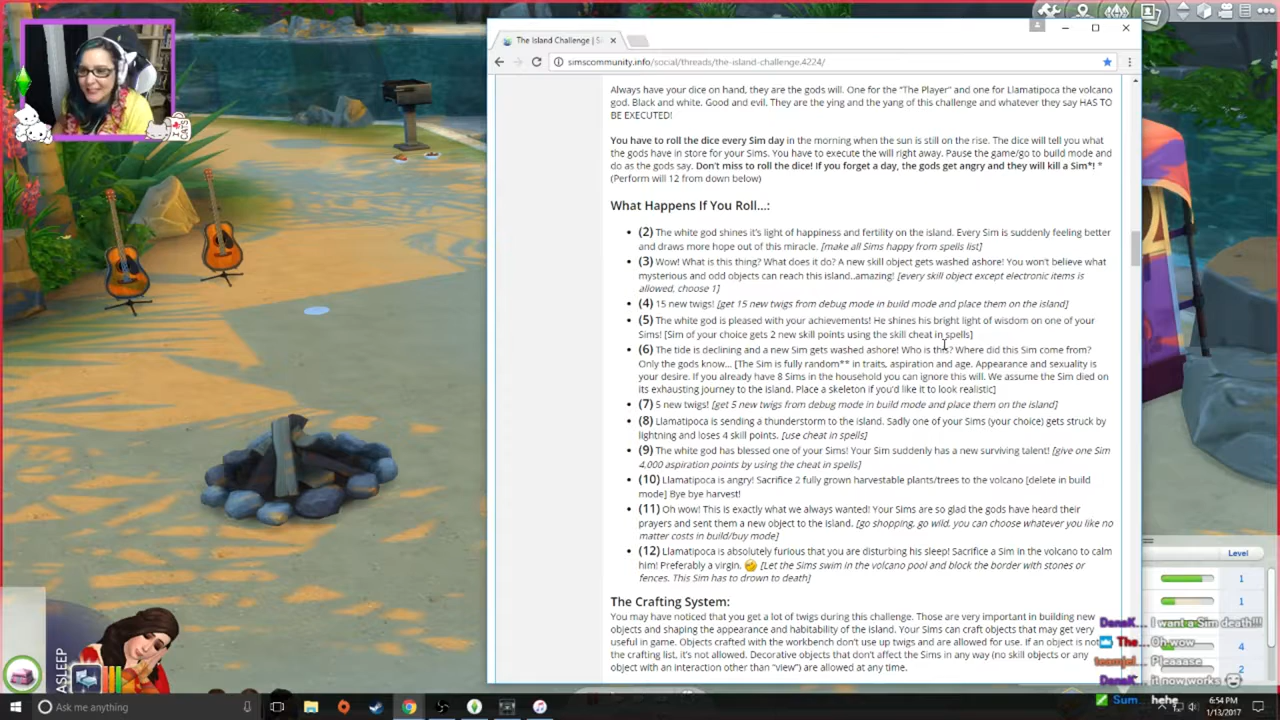 The Island Challenge | Si
simscommunity.info/social/threads/the-island-challenge.4224/
Always have your dice on hand, they are the gods will. One for the "The Player" and one for Llamatipoca the volcano
god. Black and white. Good and evil. They are the ying and the yang of this challenge and whatever they say HAS TO
BE EXECUTED!
You have to roll the dice every Sim day in the morning when the sun is still on the rise. The dice will tell you what
the gods have in store for your Sims. You have to execute the will right away. Pause the game/go to build mode and
do as the gods say. Don't miss to roll the dice! If you forget a day, the gods get angry and they will kill a Sim*! *
(Perform will 12 from down below)
What Happens If You Roll...:
(2) The white god shines it's light of happiness and fertility on the island. Every Sim is suddenly feeling better
and draws more hope out of this miracle. [make all Sims happy from spells list]
(3) Wow! What is this thing? What does it do? A new skill object gets washed ashore! You won't believe what
mysterious and odd objects can reach this island..amazing! [every skill object except electronic items is
allowed, choose 1]
(4) 15 new twigs! [get 15 new twigs from debug mode in build mode and place them on the island]
(5) The white god is pleased with your achievements! He shines his bright light of wisdom on one of your
Sims! [Sim of your choice gets 2 new skill points using the skill cheat in spells]
(6) The tide is declining and a new Sim gets washed ashore! Who is this? Where did this Sim come from?
Only the gods know... [The Sim is fully random** in traits, aspiration and age. Appearance and sexuality is
your desire. If you already have 8 Sims in the household you can ignore this will. We assume the Sim died on
its exhausting journey to the island. Place a skeleton if you'd like it to look realistic]
(7) 5 new twigs! [get 5 new twigs from debug mode in build mode and place them on the island]
(8) Llamatipoca is sending a thunderstorm to the island. Sadly one of your Sims (your choice) gets struck by
lightning and loses 4 skill points. [use cheat in spells]
(9) The white god has blessed one of your Sims! Your Sim suddenly has a new surviving talent! [give one Sim
4,000 aspiration points by using the cheat in spells]
(10) Llamatipoca is angry! Sacrifice 2 fully grown harvestable plants/trees to the volcano [delete in build
mode] Bye bye harvest!
(11) Oh wow! This is exactly what we always wanted! Your Sims are so glad the gods have heard their
prayers and sent them a new object to the island. [go shopping, go wild, you can choose whatever you like no
matter costs in build/buy mode]
(12) Llamatipoca is absolutely furious that you are disturbing his sleep! Sacrifice a Sim in the volcano to calm
him! Preferably a virgin. [Let the Sims swim in the volcano pool and block the border with stones or
fences. This Sim has to drown to death]
The Crafting System:
You may have noticed that you get a lot of twigs during this challenge. Those are very important in building new
objects and shaping the appearance and habitability of the island. Your Sims can craft objects that may get very
useful in game. Objects crafted with the workbench don't use up twigs and are allowed for use. If an object is not
the crafting list, it's not allowed. Decorative objects that don't affect the Sims in any way (no skill objects or any
object with an interaction other than "view") are allowed at any time.
I ♥ CATS
Level
1
1
4
2
DanaK... I want a Sim death!!!
The... Oh wow
teamjel... Pleaaase
DanaK... it now works
Sum... hehe
ASLEEP
Ask me anything
6:54 PM
1/13/2017